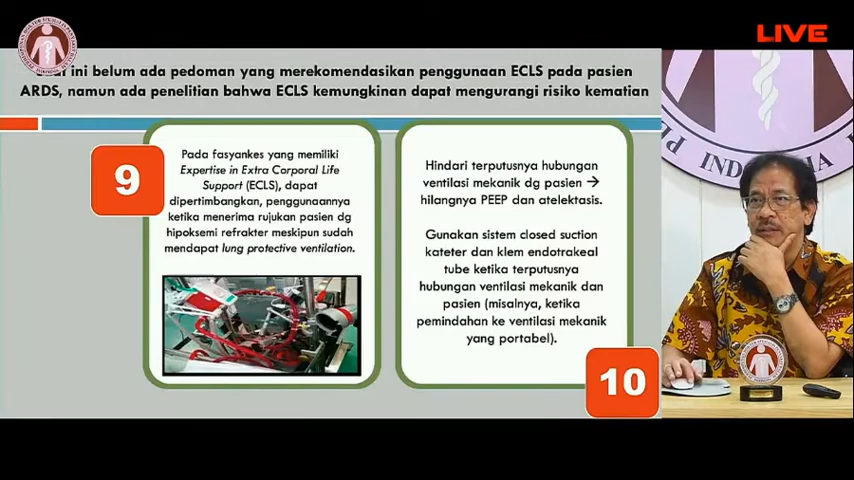 LIVE
ini belum ada pedoman yang merekomendasikan penggunaan ECLS pada pasien
ARDS, namun ada penelitian bahwa ECLS kemungkinan dapat mengurangi risiko kematian
9
Pada fasyankes yang memiliki
Expertise in Extra Corporal Life
Support (ECLS), dapat
dipertimbangkan, penggunaannya
ketika menerima rujukan pasien dg
hipoksemi refrakter meskipun sudah
mendapat lung protective ventilation.
Hindari terputusnya hubungan
ventilasi mekanik dg pasien →
hilangnya PEEP dan atelektasis.
Gunakan sistem closed suction
kateter dan klem endotrakeal
tube ketika terputusnya
hubungan ventilasi mekanik dan
pasien (misalnya, ketika
pemindahan ke ventilasi mekanik
yang portabel).
10